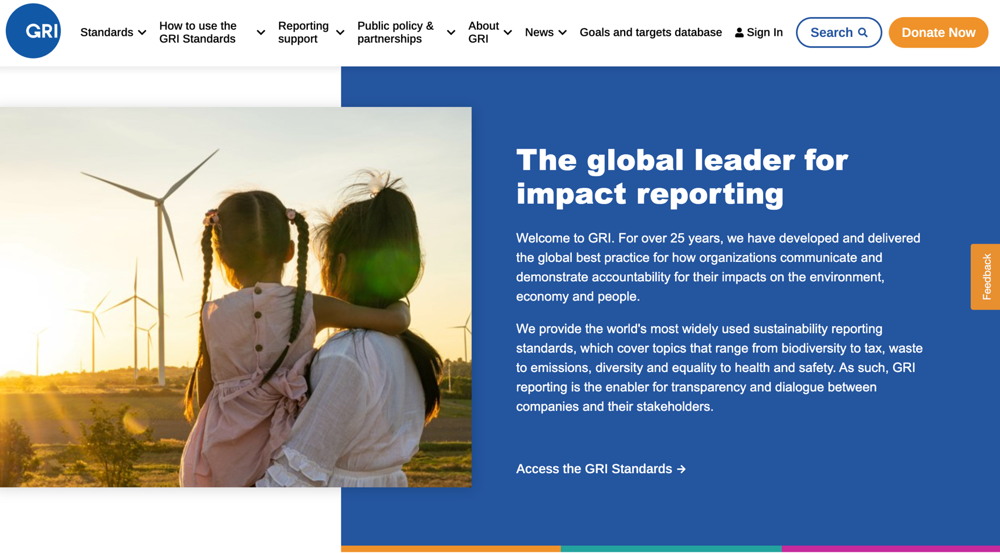 GRI
Standards
How to use the
GRI Standards
Reporting
support
Public policy &
partnerships
About
GRI
News
Goals and targets database
Sign In
Search
Donate Now
The global leader for
impact reporting
Welcome to GRI. For over 25 years, we have developed and delivered
the global best practice for how organizations communicate and
demonstrate accountability for their impacts on the environment,
economy and people.
We provide the world's most widely used sustainability reporting
standards, which cover topics that range from biodiversity to tax, waste
to emissions, diversity and equality to health and safety. As such, GRI
reporting is the enabler for transparency and dialogue between
companies and their stakeholders.
Access the GRI Standards →
Feedback